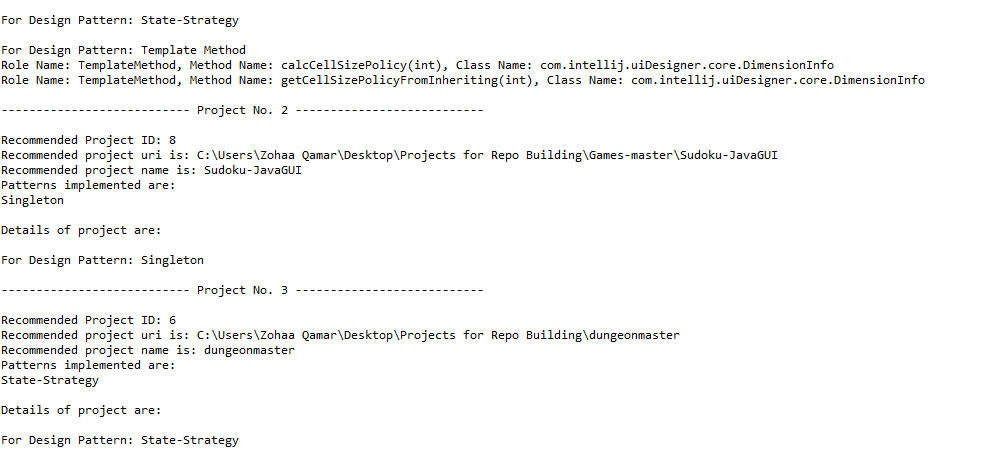 For Design Pattern: State-Strategy
For Design Pattern: Template Method
Role Name: TemplateMethod, Method Name: calcCellSizePolicy(int), Class Name: com.intellij.uiDesigner.core.DimensionInfo
Role Name: TemplateMethod, Method Name: getCellSizePolicyFromInheriting(int), Class Name: com.intellij.uiDesigner.core.DimensionInfo
--------------------------- Project No. 2 ---------------------------
Recommended Project ID: 8
Recommended project uri is: C:\Users\Zohaa Qamar\Desktop\Projects for Repo Building\Games-master\Sudoku-JavaGUI
Recommended project name is: Sudoku-JavaGUI
Patterns implemented are:
Singleton
Details of project are:
For Design Pattern: Singleton
--------------------------- Project No. 3 ---------------------------
Recommended Project ID: 6
Recommended project uri is: C:\Users\Zohaa Qamar\Desktop\Projects for Repo Building\dungeonmaster
Recommended project name is: dungeonmaster
Patterns implemented are:
State-Strategy
Details of project are:
For Design Pattern: State-Strategy